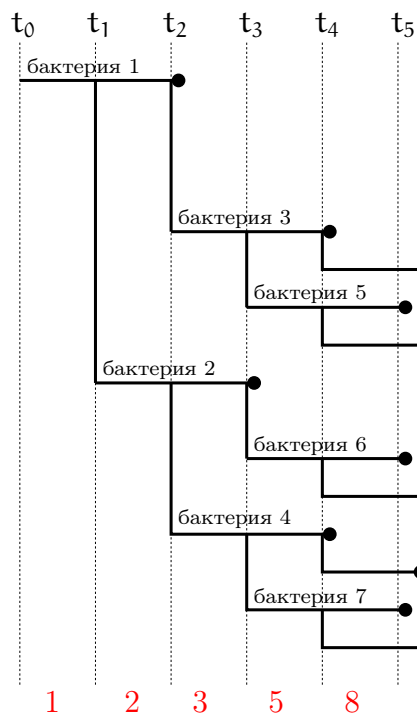 t₀ t₁ t₂ t₃ t₄ t₅
бактерия 1
бактерия 3
бактерия 5
бактерия 2
бактерия 6
бактерия 4
бактерия 7
1 2 3 5 8